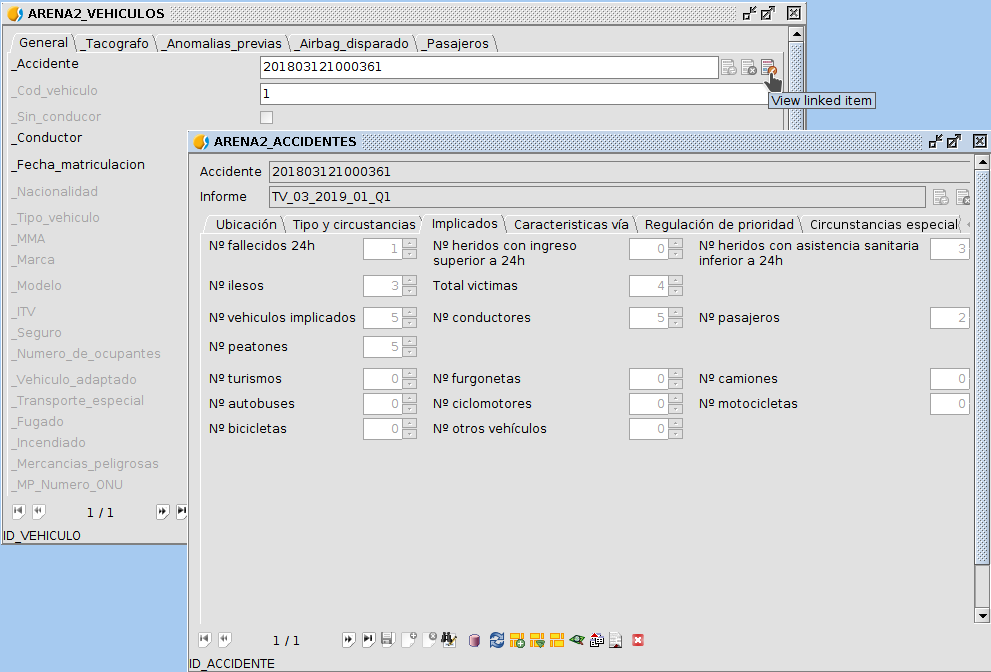 ARENA2_VEHICULOS
General
_Tacografo
_Anomalias_previas
_Airbag_disparado
_Pasajeros
_Accidente
201803121000361
_Cod_vehiculo
1
View linked item
_Sin_conducor
_Conductor
_Fecha_matriculacion
_Nacionalidad
_Tipo_vehiculo
_MMA
_Marca
_Modelo
_ITV
_Seguro
_Numero_de_ocupantes
_Vehiculo_adaptado
_Transporte_especial
_Fugado
_Incendiado
_Mercancias_peligrosas
_MP_Numero_ONU
1 / 1
ID_VEHICULO
ARENA2_ACCIDENTES
Accidente
201803121000361
Informe
TV_03_2019_01_Q1
Ubicación
Tipo y circustancias
Implicados
Caracteristicas vía
Regulación de prioridad
Circunstancias especial
Nº fallecidos 24h
1
Nº heridos con ingreso
superior a 24h
0
Nº heridos con asistencia sanitaria
inferior a 24h
3
Nº ilesos
3
Total victimas
4
Nº vehiculos implicados
5
Nº conductores
5
Nº pasajeros
2
Nº peatones
5
Nº turismos
0
Nº furgonetas
0
Nº camiones
0
Nº autobuses
0
Nº ciclomotores
0
Nº motocicletas
0
Nº bicicletas
0
Nº otros vehículos
0
1 / 1
ID_ACCIDENTE